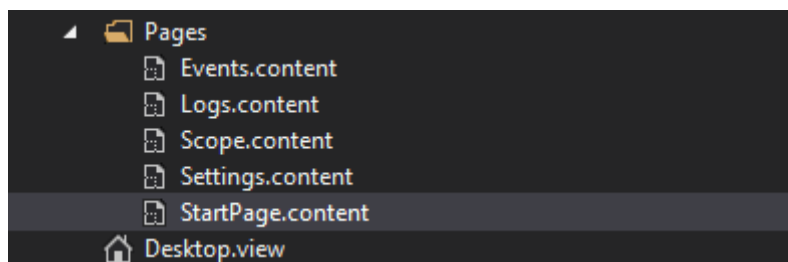 Pages
Events.content
Logs.content
Scope.content
Settings.content
StartPage.content
Desktop.view